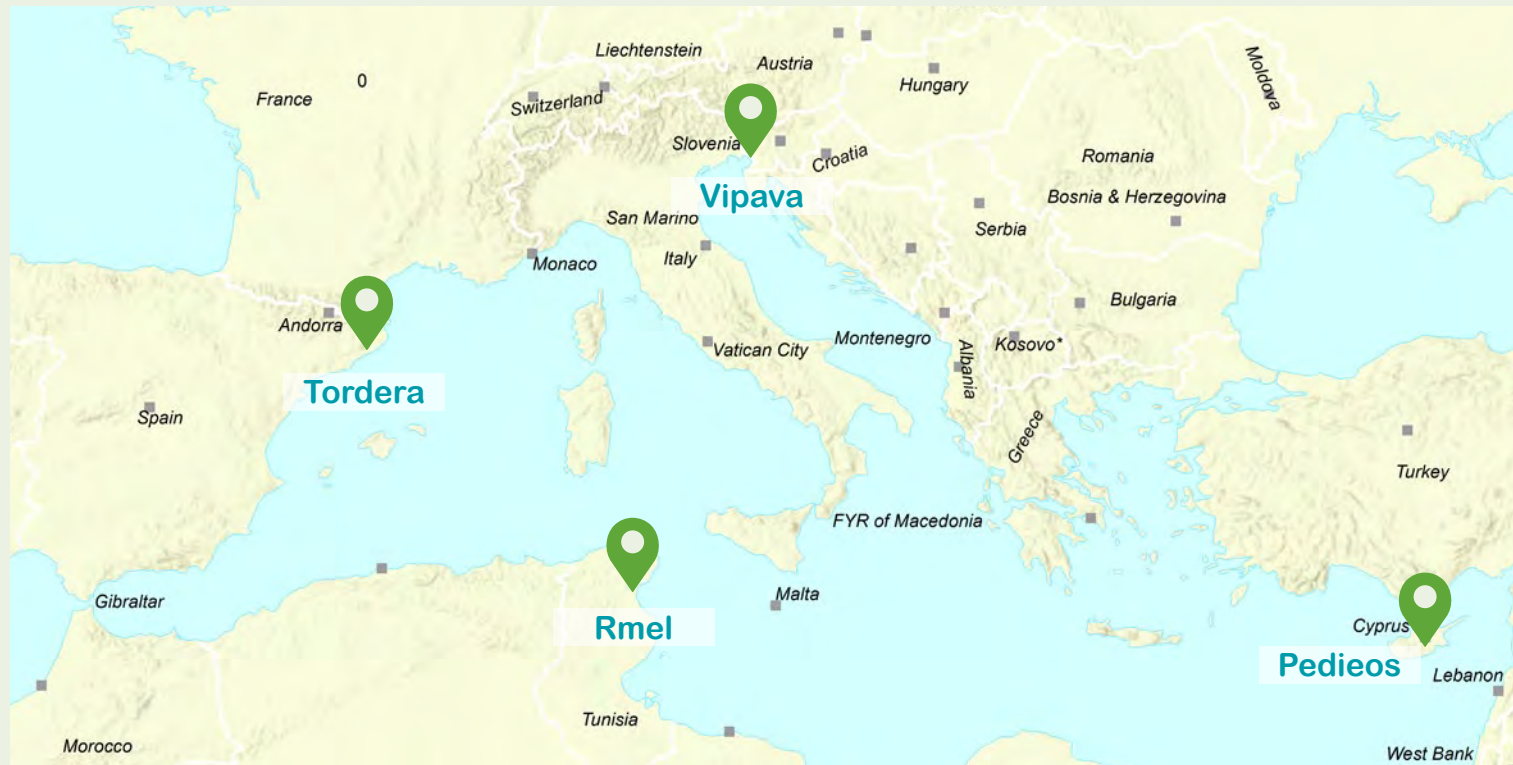 Liechtenstein
Austria
Moldova
Hungary
France
0
Switzerland
Slovenia
Croatia
Romania
Vipava
Bosnia & Herzegovina
San Marino
Serbia
Italy
Monaco
Bulgaria
Andorra
Montenegro
Kosovo*
Vatican City
Albania
Tordera
Spain
Greece
Turkey
FYR of Macedonia
Malta
Gibraltar
Rmel
Cyprus
Pedieos
Lebanon
Tunisia
Morocco
West Bank